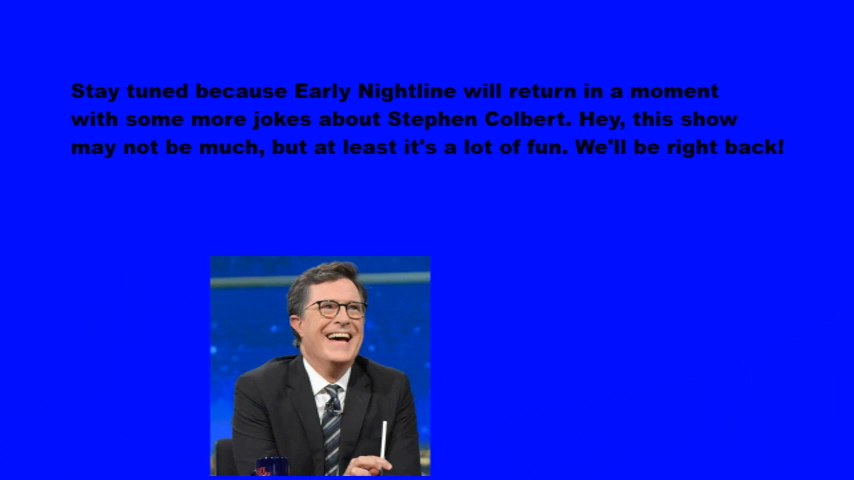 Stay tuned because Early Nightline will return in a moment
with some more jokes about Stephen Colbert. Hey, this show
may not be much, but at least it's a lot of fun. We'll be right back!